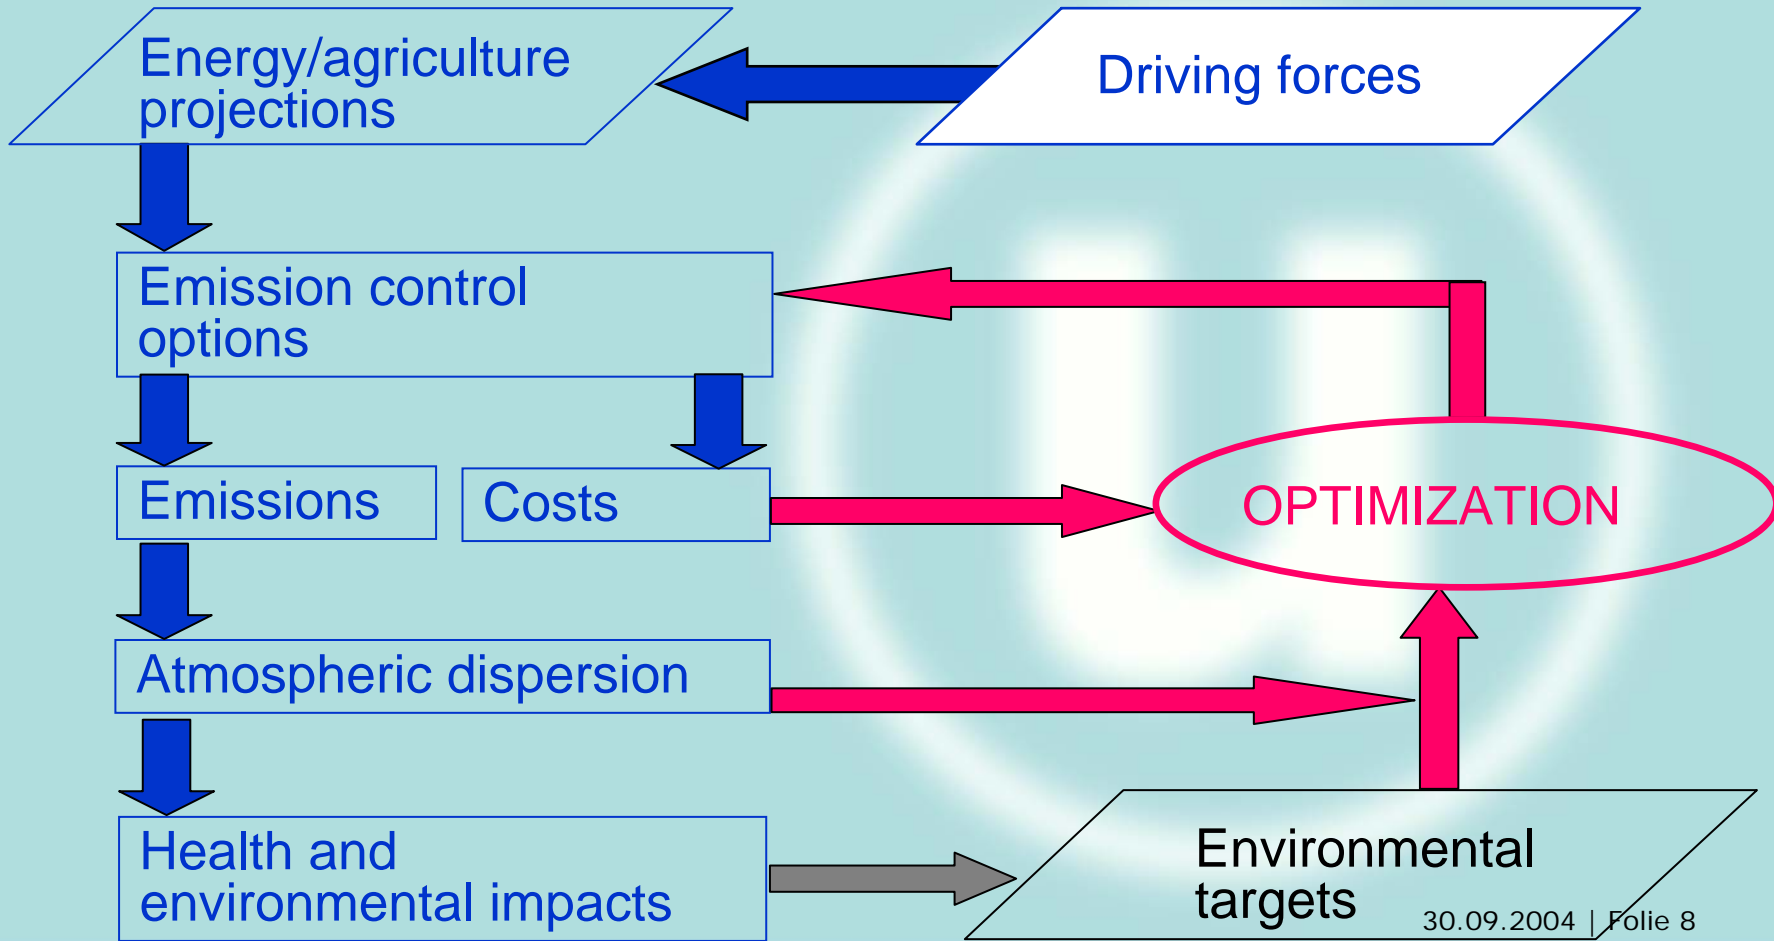 Energy/agriculture
projections
Driving forces
Emission control
options
Emissions
Costs
OPTIMIZATION
Atmospheric dispersion
Health and
environmental impacts
Environmental
targets
30.09.2004 | Folie 8
u